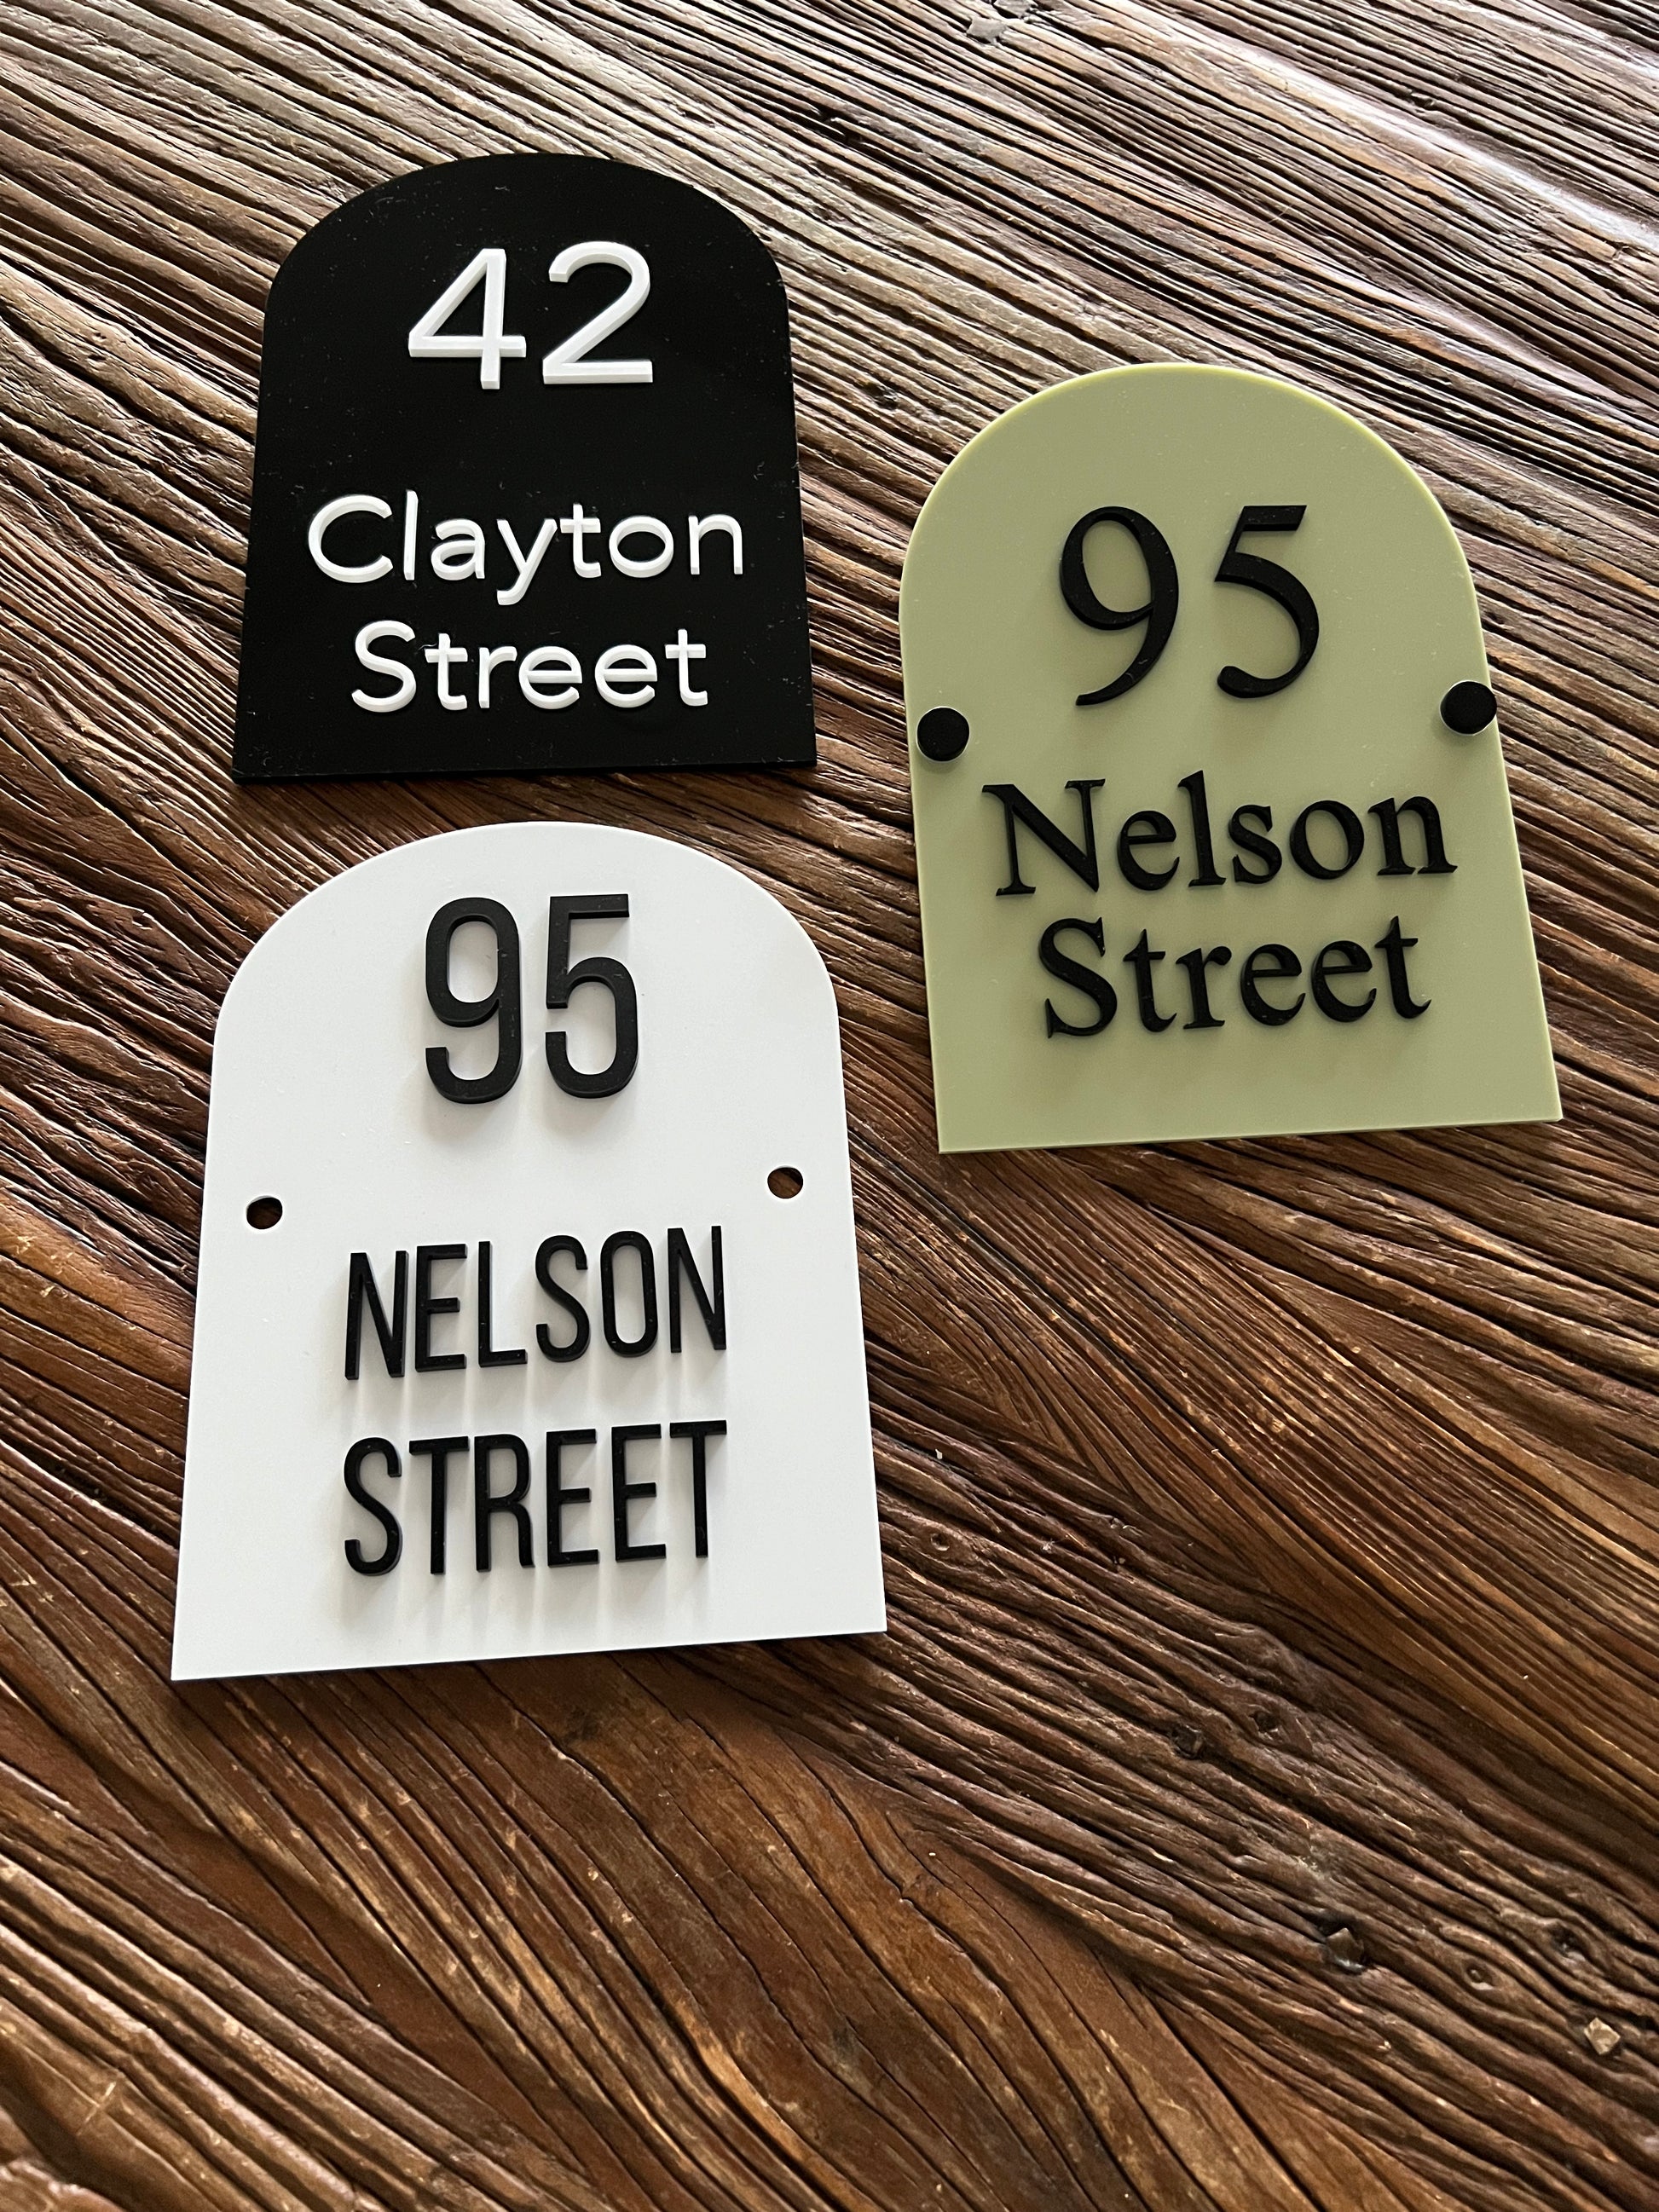 42
Clayton
Street
95
Nelson
Street
95
NELSON
STREET